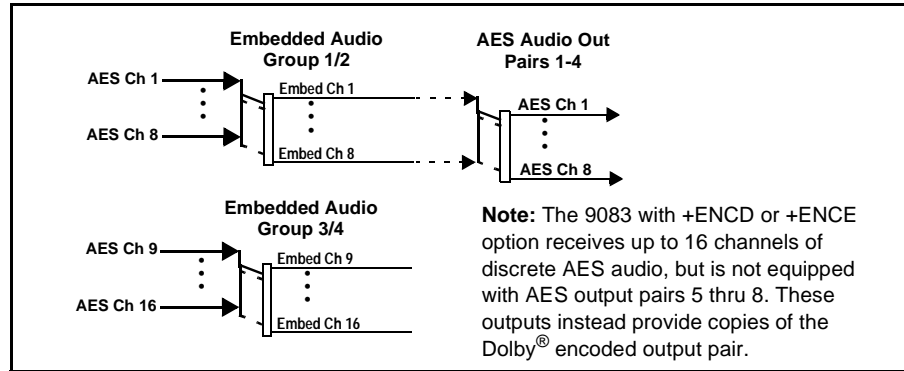 Embedded Audio
Group 1/2
AES Audio Out
Pairs 1-4
AES Ch 1
Embed Ch 1
AES Ch 1
AES Ch 8
Embed Ch 8
AES Ch 8
Embedded Audio
Group 3/4
AES Ch 9
Embed Ch 9
AES Ch 16
Embed Ch 16
Note: The 9083 with +ENCD or +ENCE
option receives up to 16 channels of
discrete AES audio, but is not equipped
with AES output pairs 5 thru 8. These
outputs instead provide copies of the
Dolby® encoded output pair.